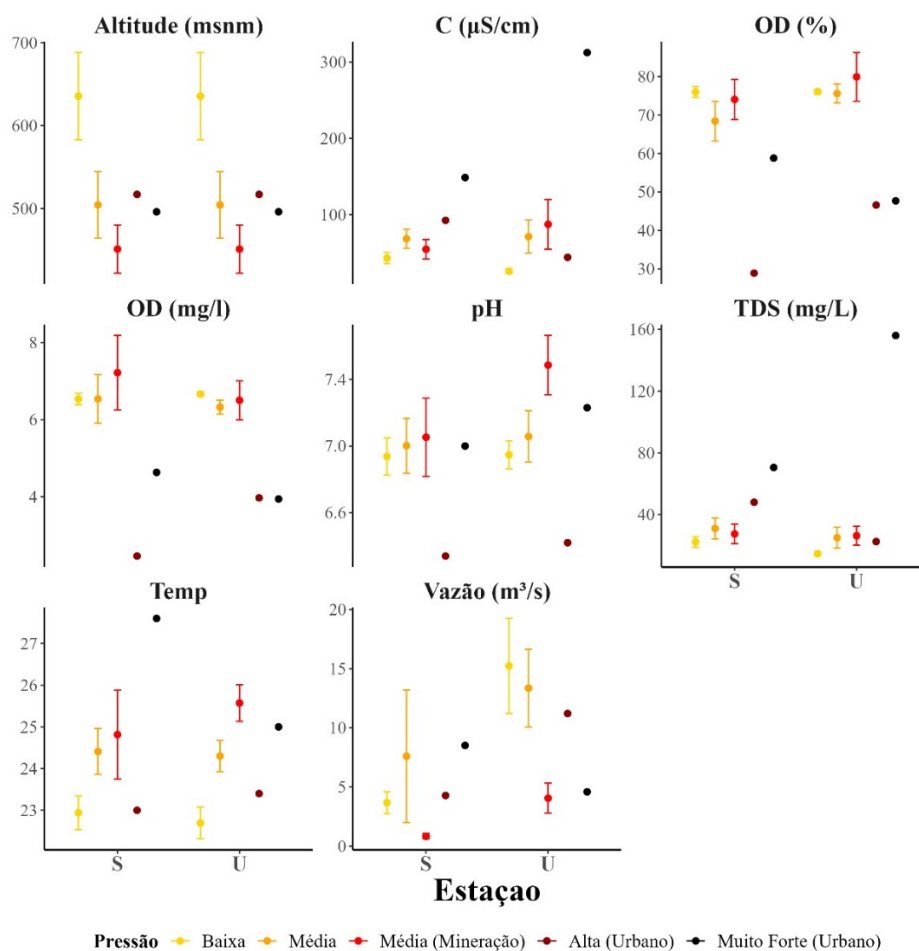 Altitude (msnm)
C (µS/cm)
OD (%)
700
600
500
300
200
100
80
70
60
50
40
30
OD (mg/l)
pH
TDS (mg/L)
8
6
4
7.4
7.0
6.6
160
120
80
40
S
U
Temp
Vazão (m³/s)
27
26
25
24
23
20
15
10
5
0
S
U
S
U
Estaçao
Pressão Baixa Média Média (Mineração) Alta (Urbano) Muito Forte (Urbano)